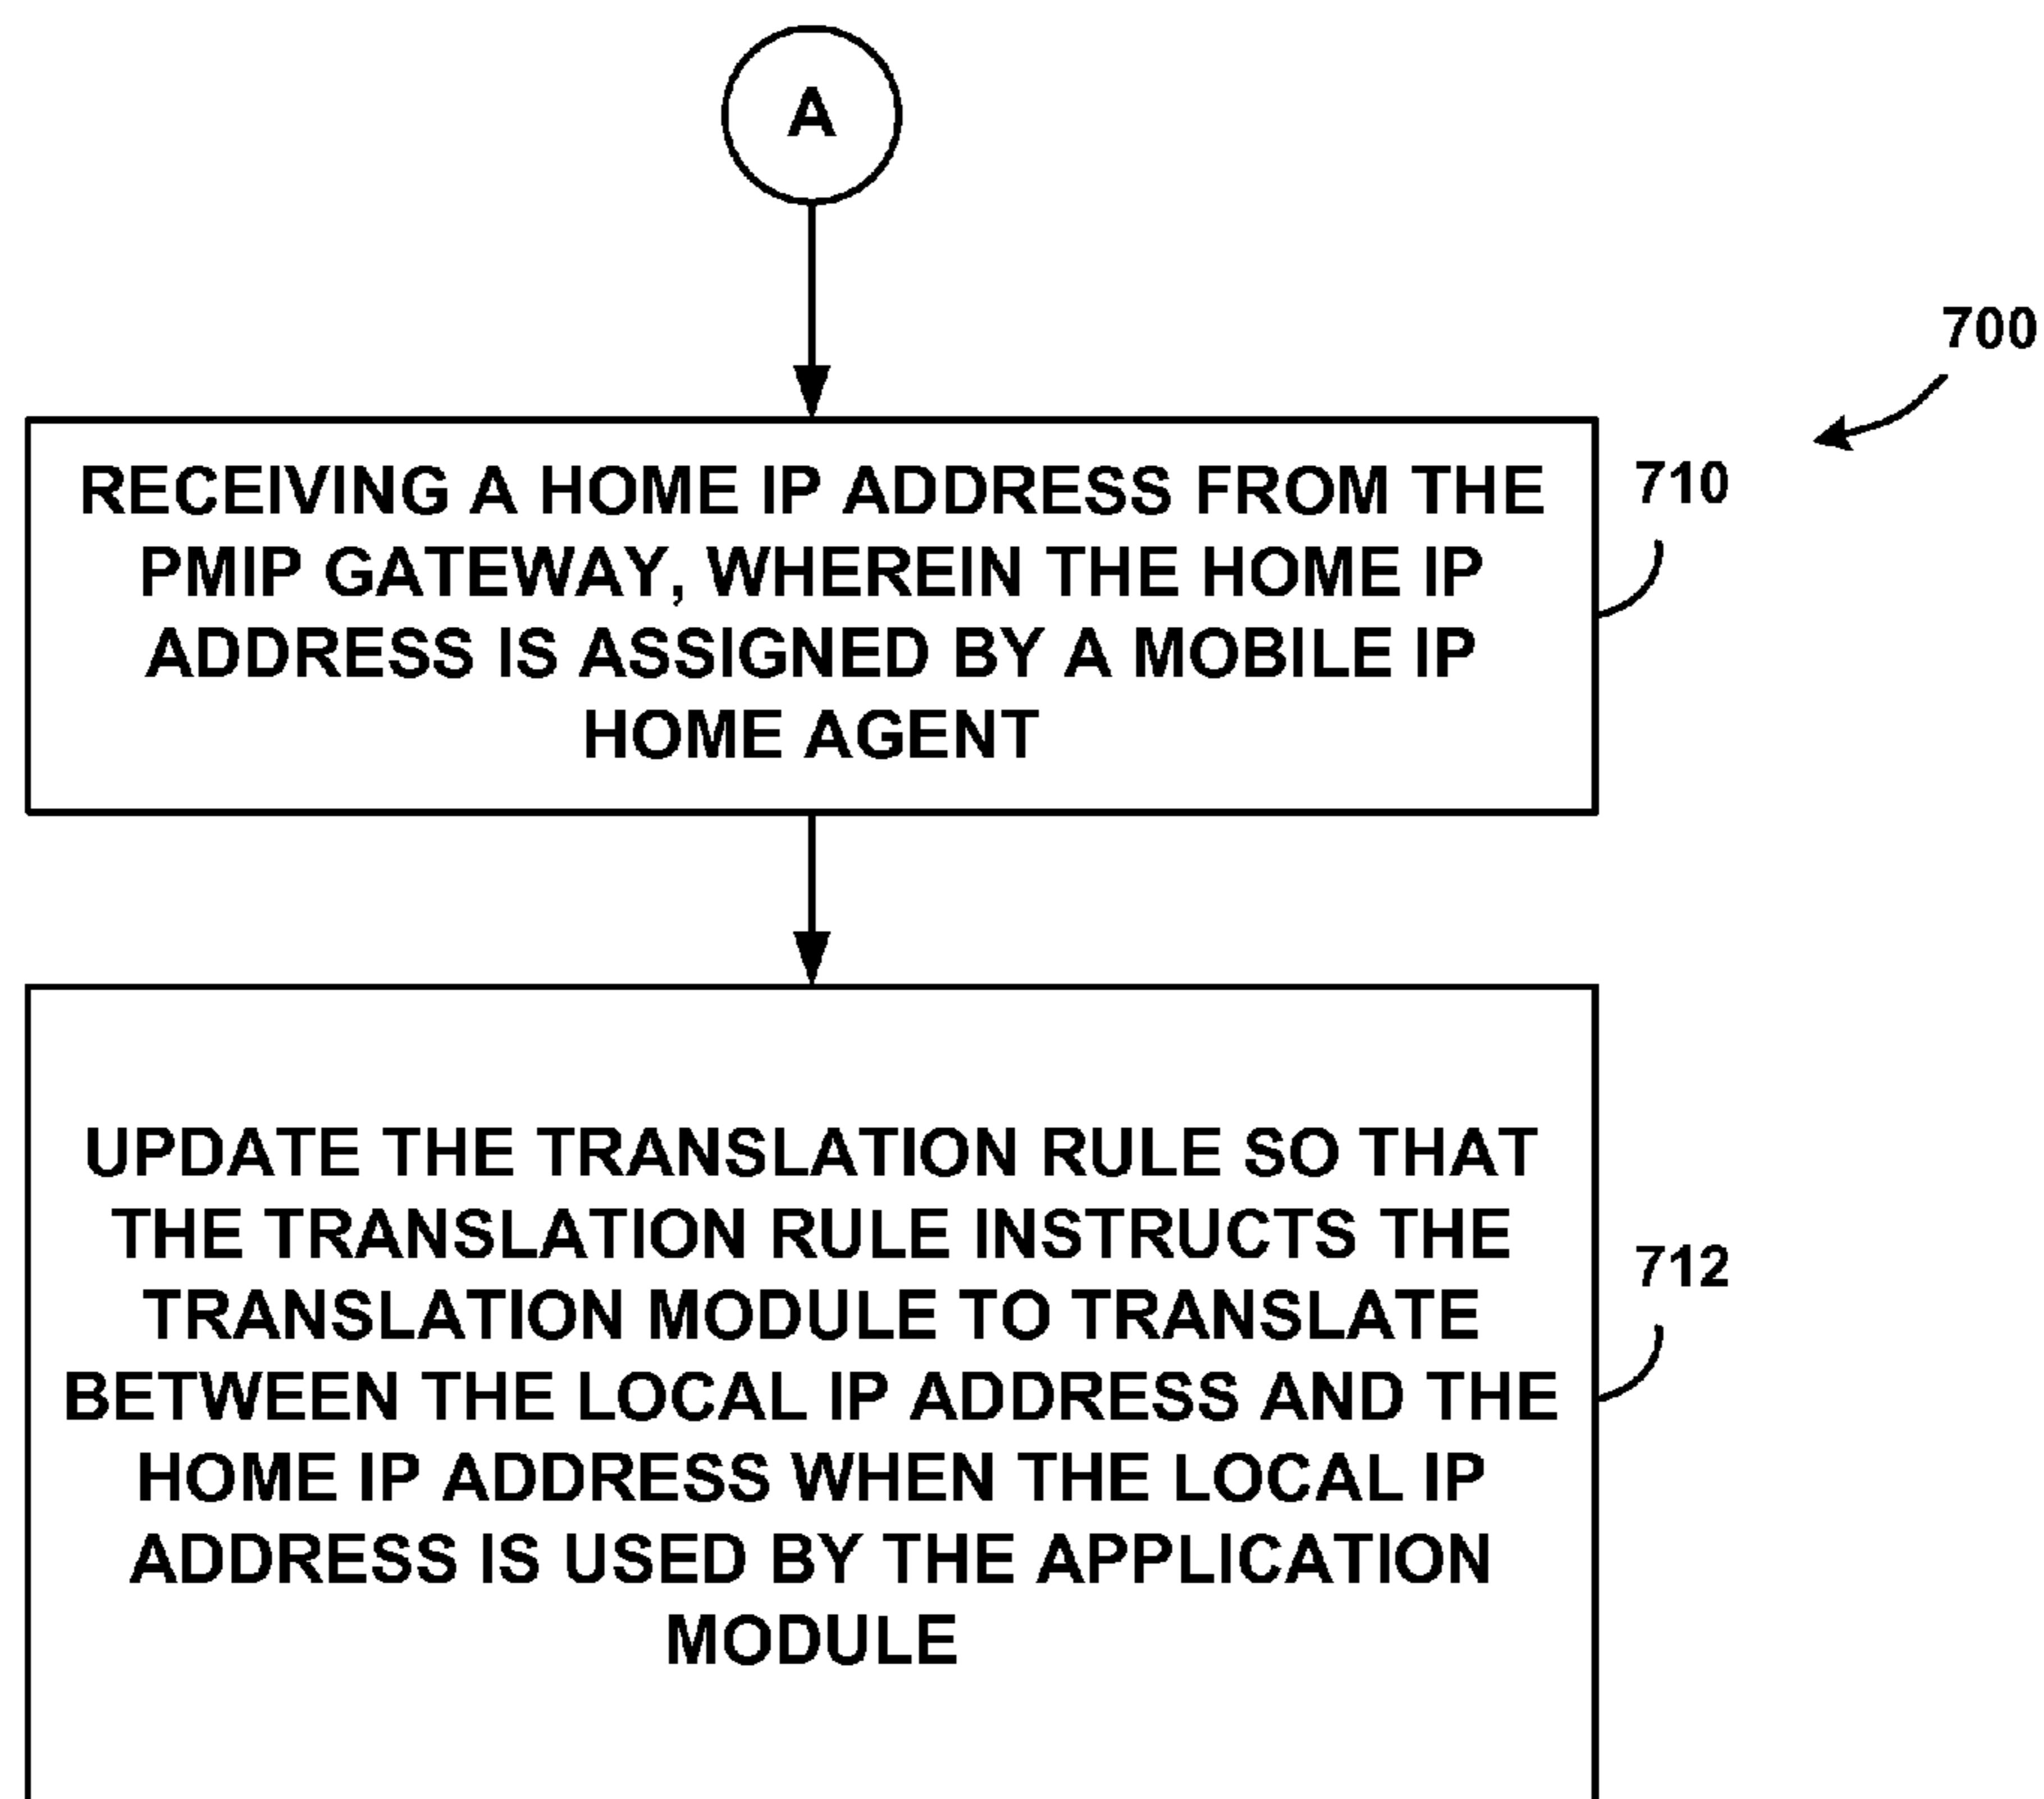 A
700
RECEIVING A HOME IP ADDRESS FROM THE
PMIP GATEWAY, WHEREIN THE HOME IP
ADDRESS IS ASSIGNED BY A MOBILE IP
HOME AGENT
710
UPDATE THE TRANSLATION RULE SO THAT
THE TRANSLATION RULE INSTRUCTS THE
TRANSLATION MODULE TO TRANSLATE
BETWEEN THE LOCAL IP ADDRESS AND THE
HOME IP ADDRESS WHEN THE LOCAL IP
ADDRESS IS USED BY THE APPLICATION
MODULE
712